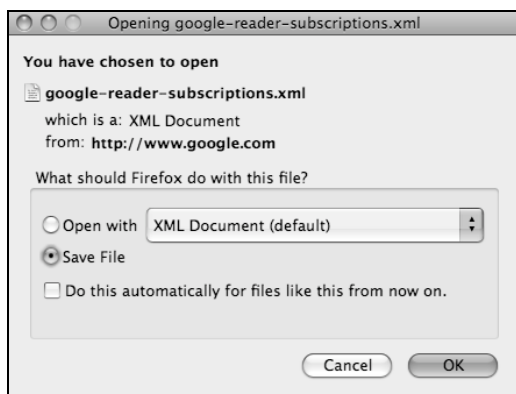 Opening google-reader-subscriptions.xml
You have chosen to open
google-reader-subscriptions.xml
which is a: XML Document
from: http://www.google.com
What should Firefox do with this file?
Open with XML Document (default)
Save File
Do this automatically for files like this from now on.
Cancel OK